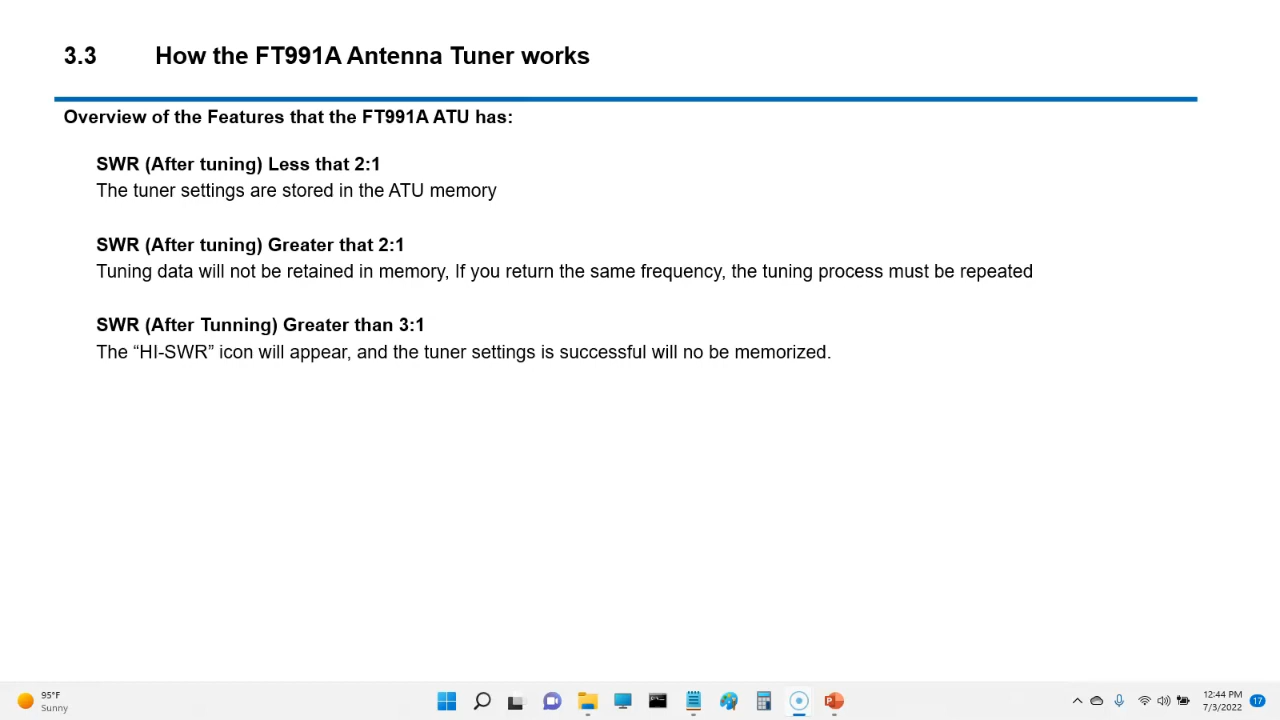 3.3 How the FT991A Antenna Tuner works
Overview of the Features that the FT991A ATU has:
SWR (After tuning) Less that 2:1
The tuner settings are stored in the ATU memory
SWR (After tuning) Greater that 2:1
Tuning data will not be retained in memory, If you return the same frequency, the tuning process must be repeated
SWR (After Tunning) Greater than 3:1
The “HI-SWR” icon will appear, and the tuner settings is successful will no be memorized.
95°F
Sunny
12:44 PM
7/3/2022
17